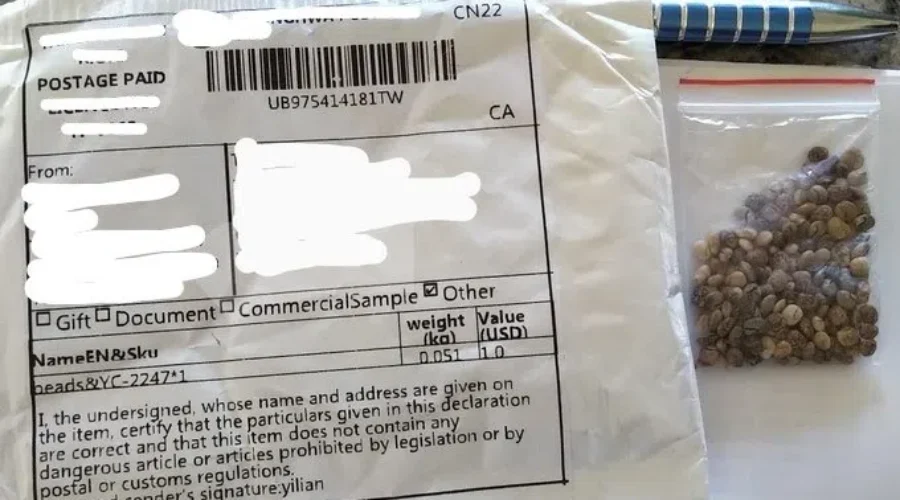 CN22
POSTAGE PAID
UB975414181TW
CA
From:
Gift Document CommercialSample Other
NameEN&Sku weight (kg) Value (USD)
beads&YC-2247*1 0.051 1.0
I, the undersigned, whose name and address are given on
the item, certify that the particulars given in this declaration
are correct and that this item does not contain any
dangerous article or articles prohibited by legislation or by
postal or customs regulations.
sender's signature:yilian